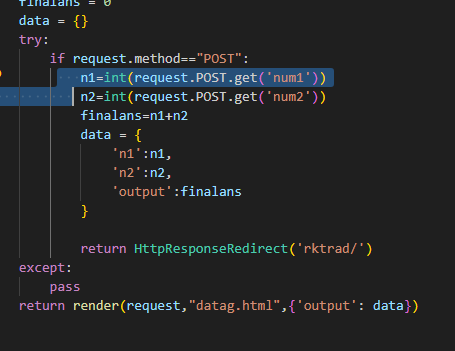 finalans = 0
data = {}
try:
    if request.method=="POST":
        n1=int(request.POST.get('num1'))
        n2=int(request.POST.get('num2'))
        finalans=n1+n2
        data = {
            'n1':n1,
            'n2':n2,
            'output':finalans
        }

        return HttpResponseRedirect('rktrad/')
except:
    pass
return render(request,"datag.html",{'output': data})